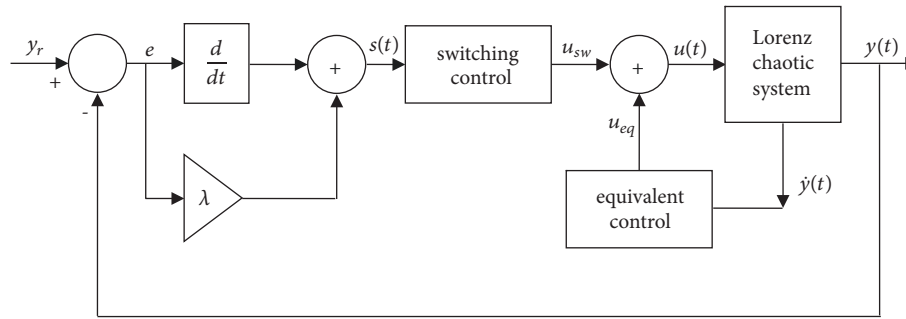 y_r
+
-
e
d
dt
λ
+
s(t)
switching
control
u_sw
+
u(t)
u_eq
Lorenz
chaotic
system
y(t)
ẏ(t)
equivalent
control